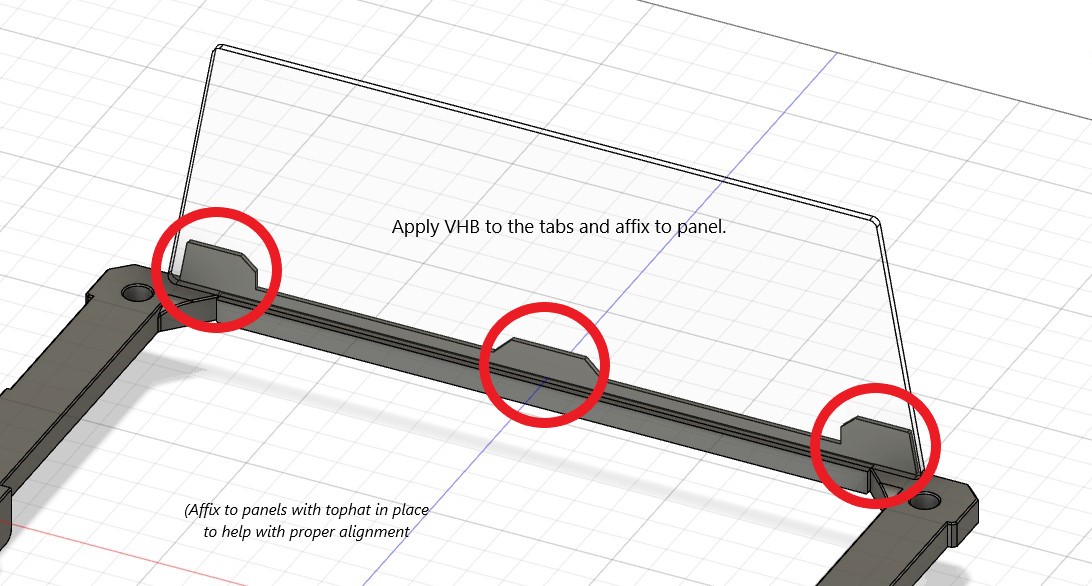 Apply VHB to the tabs and affix to panel.
(Affix to panels with tophat in place
to help with proper alignment